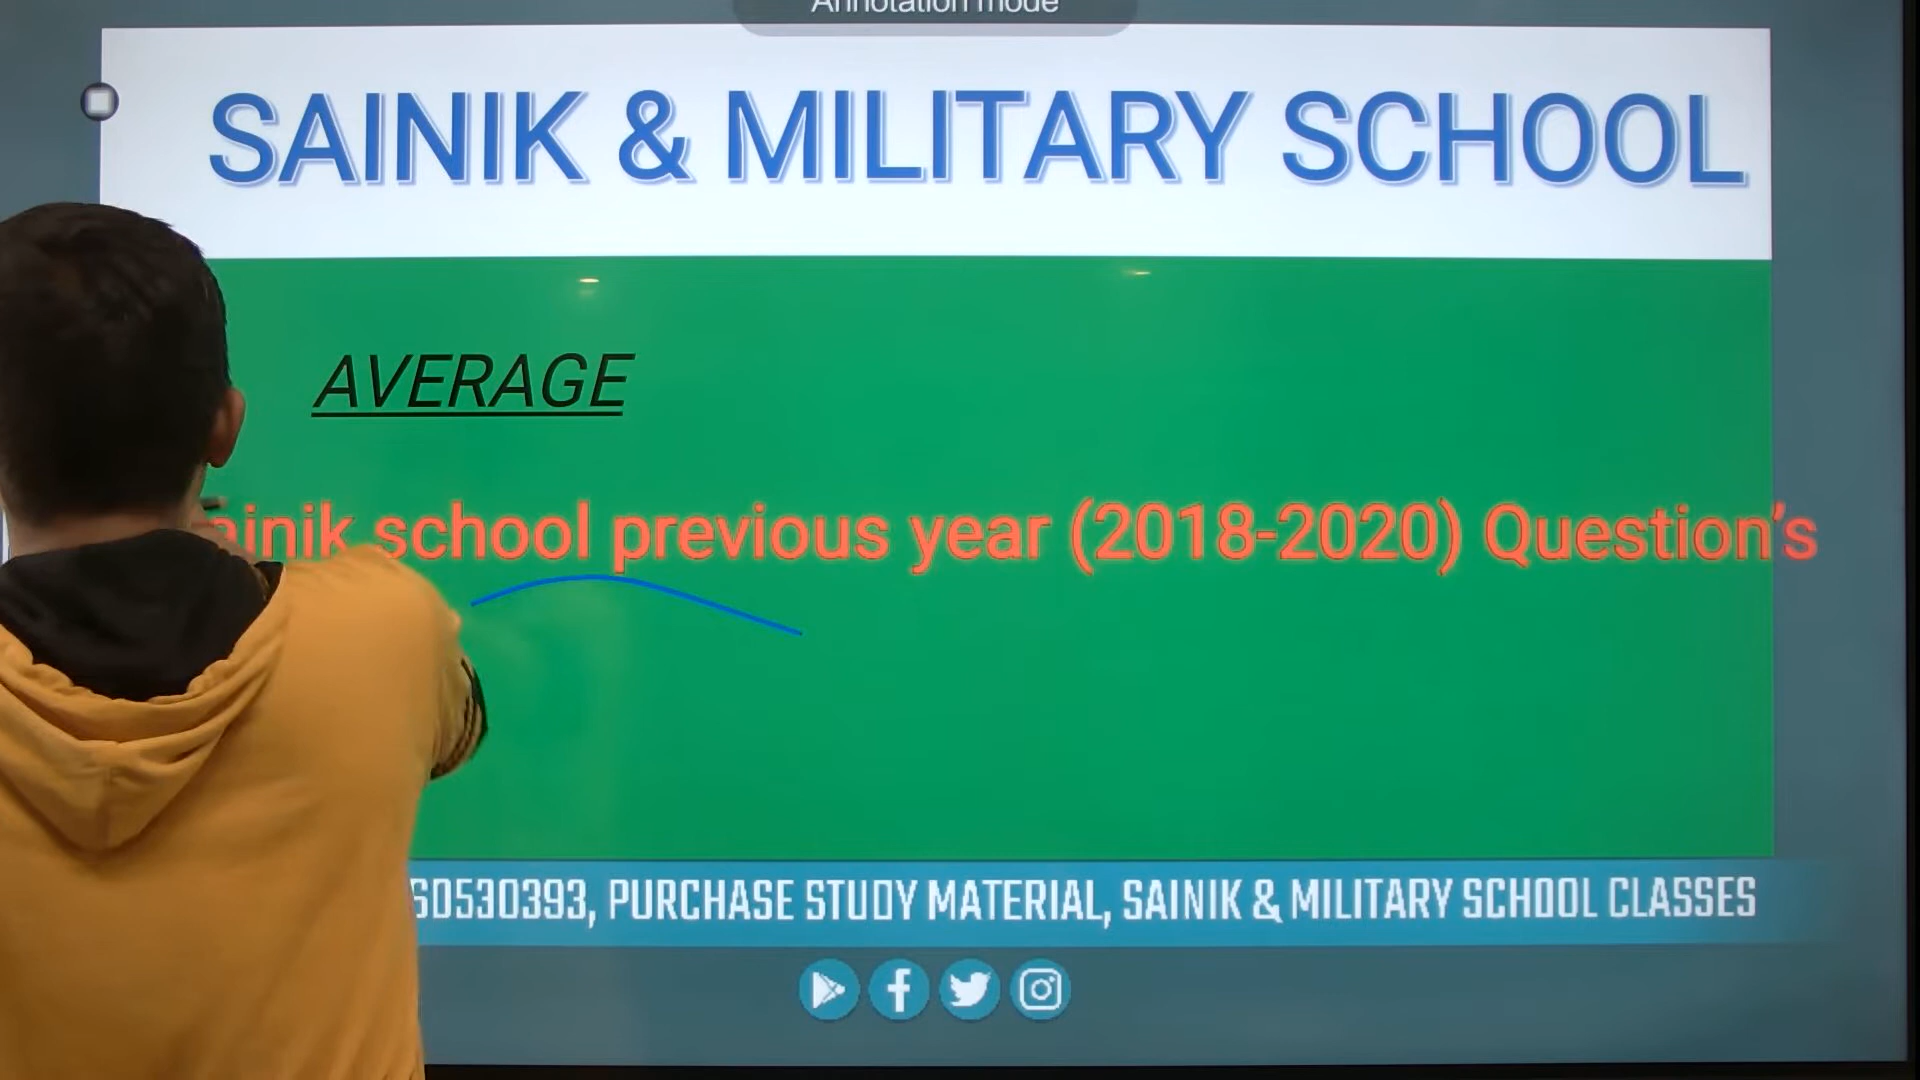 Annotation mode
SAINIK & MILITARY SCHOOL
AVERAGE
ainik school previous year (2018-2020) Question's
60530393, PURCHASE STUDY MATERIAL, SAINIK & MILITARY SCHOOL CLASSES